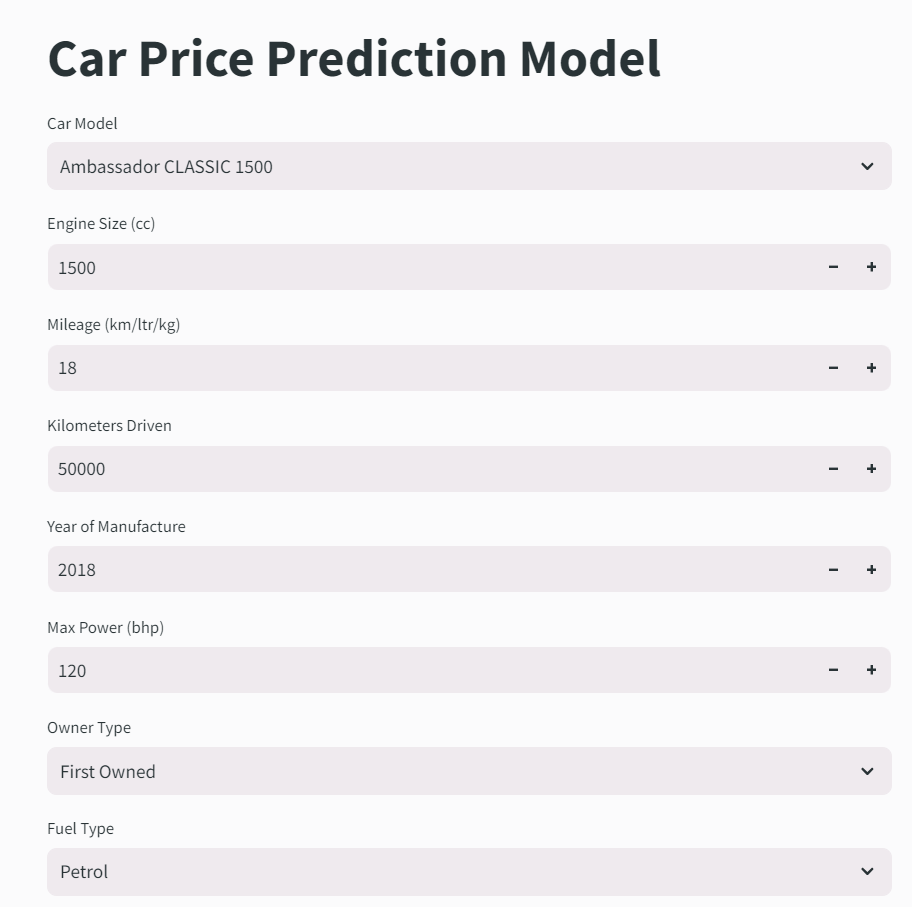 Car Price Prediction Model
Car Model
Ambassador CLASSIC 1500
Engine Size (cc)
1500
Mileage (km/ltr/kg)
18
Kilometers Driven
50000
Year of Manufacture
2018
Max Power (bhp)
120
Owner Type
First Owned
Fuel Type
Petrol